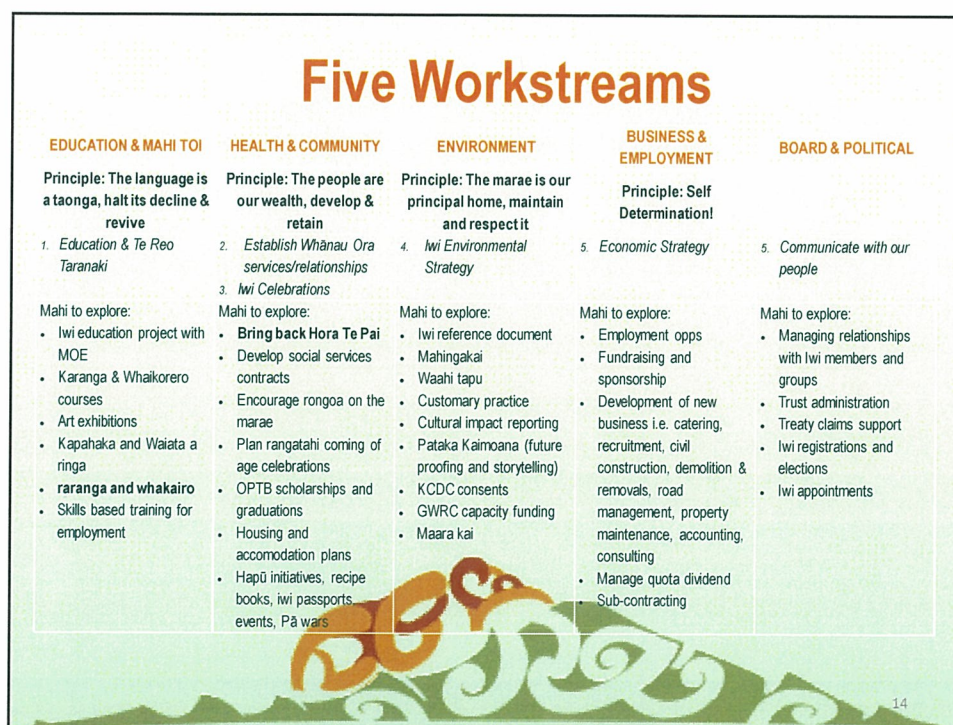 Five Workstreams
EDUCATION & MAHI TOI
Principle: The language is
a taonga, halt its decline &
revive
1. Education & Te Reo
Taranaki
Mahi to explore:
• Iwi education project with
MOE
• Karanga & Whaikorero
courses
• Art exhibitions
• Kapahaka and Waiata a
ringa
• raranga and whakairo
• Skills based training for
employment
HEALTH & COMMUNITY
Principle: The people are
our wealth, develop &
retain
2. Establish Whānau Ora
services/relationships
3. Iwi Celebrations
Mahi to explore:
• Bring back Hora Te Pai
• Develop social services
contracts
• Encourage rongoa on the
marae
• Plan rangatahi coming of
age celebrations
• OPTB scholarships and
graduations
• Housing and
accomodation plans
• Hapū initiatives, recipe
books, iwi passports
events, Pā wars
ENVIRONMENT
Principle: The marae is our
principal home, maintain
and respect it
4. Iwi Environmental
Strategy
Mahi to explore:
• Iwi reference document
• Mahingakai
• Waahi tapu
• Customary practice
• Cultural impact reporting
• Pataka Kaimoana (future
proofing and storytelling)
• KCDC consents
• GWRC capacity funding
• Maara kai
BUSINESS &
EMPLOYMENT
Principle: Self
Determination!
5. Economic Strategy
Mahi to explore:
• Employment opps
• Fundraising and
sponsorship
• Development of new
business i.e. catering,
recruitment, civil
construction, demolition &
removals, road
management, property
maintenance, accounting,
consulting
• Manage quota dividend
• Sub-contracting
BOARD & POLITICAL
5. Communicate with our
people
Mahi to explore:
• Managing relationships
with Iwi members and
groups
• Trust administration
• Treaty claims support
• Iwi registrations and
elections
• Iwi appointments
14